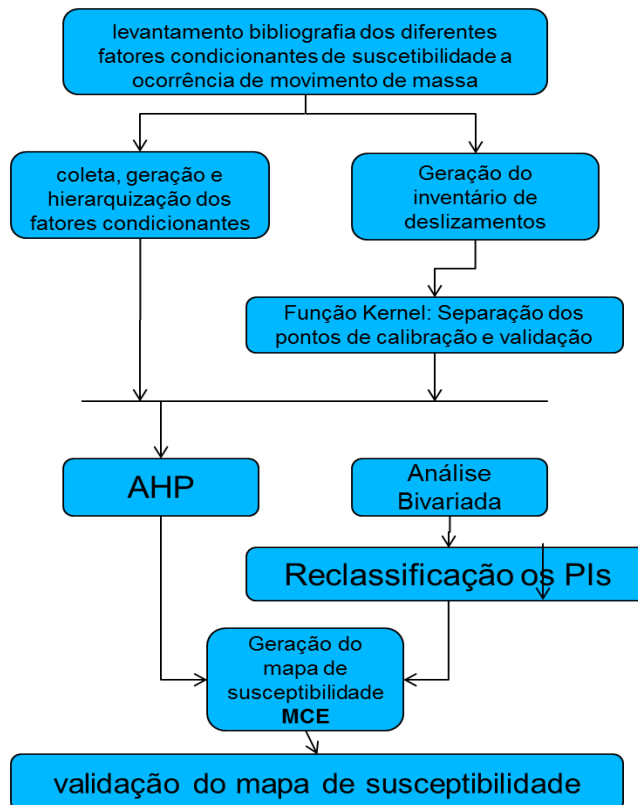 levantamento bibliografia dos diferentes
fatores condicionantes de suscetibilidade a
ocorrência de movimento de massa
coleta, geração e
hierarquização dos
fatores condicionantes
Geração do
inventário de
deslizamentos
Função Kernel: Separação dos
pontos de calibração e validação
AHP
Análise
Bivariada
Reclassificação os PIs
Geração do
mapa de
susceptibilidade
MCE
validação do mapa de susceptibilidade